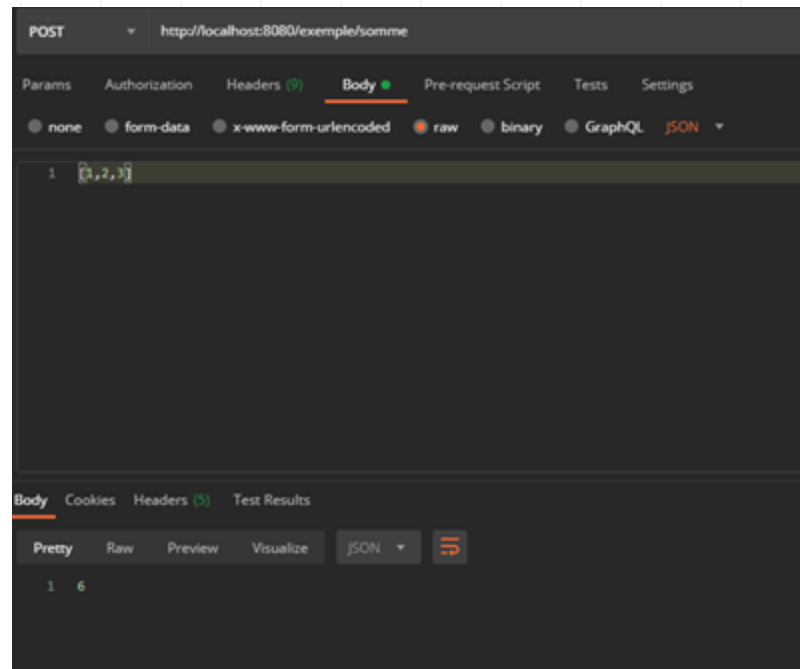 POST http://localhost:8080/exemple/somme
Params Authorization Headers (9) Body Pre-request Script Tests Settings
none form-data x-www-form-urlencoded raw binary GraphQL JSON
1 [1,2,3]
Body Cookies Headers (5) Test Results
Pretty Raw Preview Visualize JSON
1 6